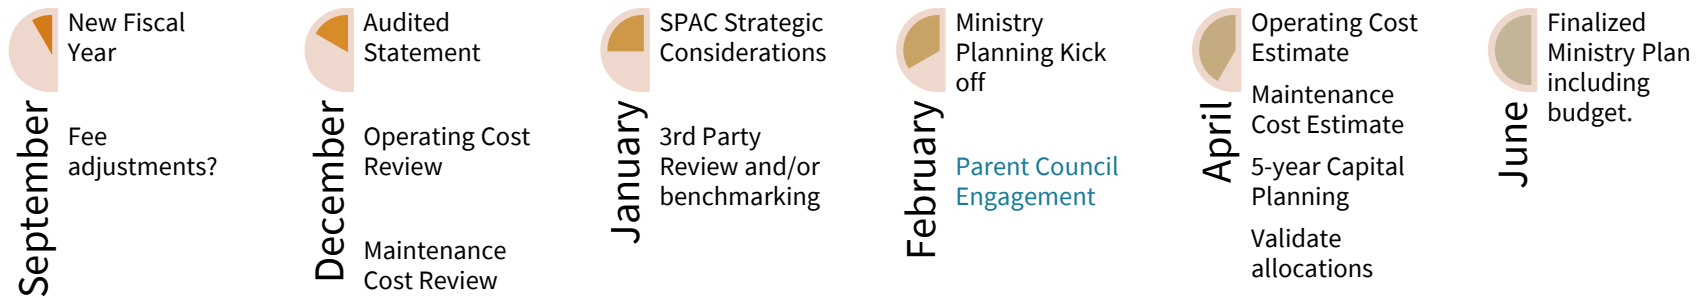 September
New Fiscal
Year
Fee
adjustments?
December
Audited
Statement
Operating Cost
Review
Maintenance
Cost Review
January
SPAC Strategic
Considerations
3rd Party
Review and/or
benchmarking
February
Ministry
Planning Kick
off
Parent Council
Engagement
April
Operating Cost
Estimate
Maintenance
Cost Estimate
5-year Capital
Planning
Validate
allocations
June
Finalized
Ministry Plan
including
budget.